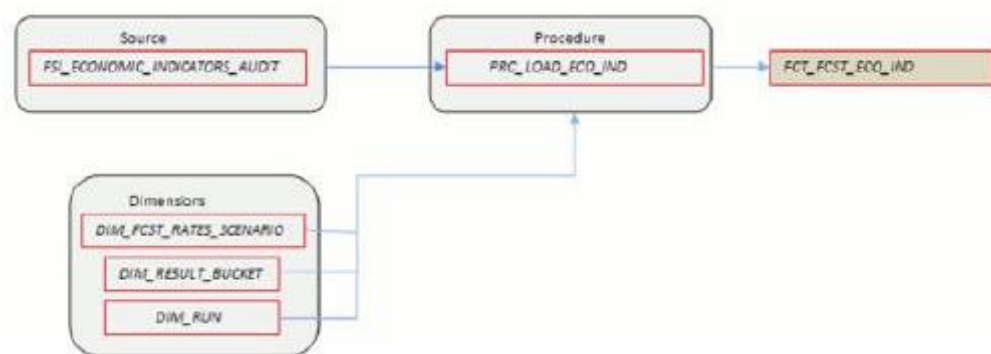 Source
FSI_ECONOMIC_INDICATORS_AUDIT
Procedure
PRC_LOAD_ECO_IND
FCT_FCST_ECO_IND
Dimensions
DIM_FCST_RATES_SCENARIO
DIM_RESULT_BUCKET
DIM_RUN